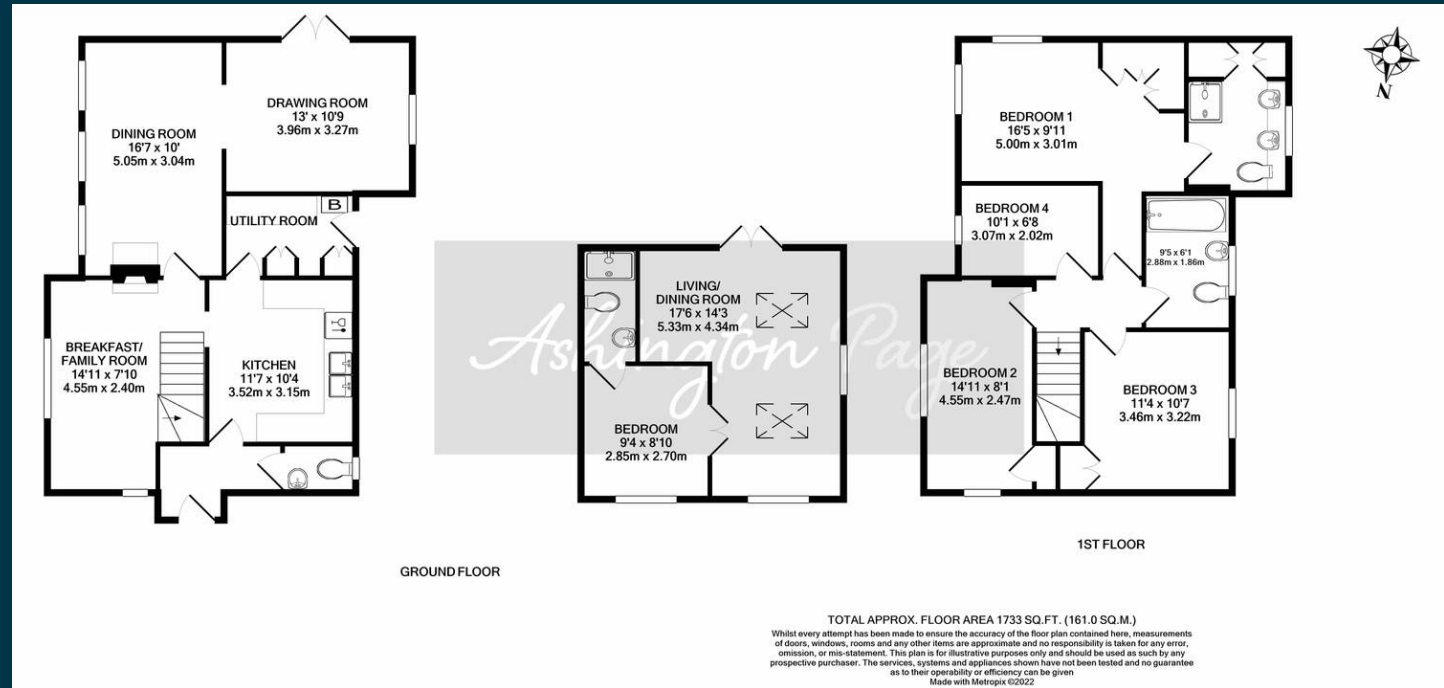 DINING ROOM
16'7 x 10'
5.05m x 3.04m
DRAWING ROOM
13' x 10'9
3.96m x 3.27m
UTILITY ROOM
B
BREAKFAST/
FAMILY ROOM
14'11 x 7'10
4.55m x 2.40m
KITCHEN
11'7 x 10'4
3.52m x 3.15m
GROUND FLOOR
LIVING/
DINING ROOM
17'6 x 14'3
5.33m x 4.34m
BEDROOM
9'4 x 8'10
2.85m x 2.70m
Ashington Page
BEDROOM 1
16'5 x 9'11
5.00m x 3.01m
BEDROOM 4
10'1 x 6'8
3.07m x 2.02m
9'5 x 6'1
2.88m x 1.86m
BEDROOM 2
14'11 x 8'1
4.55m x 2.47m
BEDROOM 3
11'4 x 10'7
3.46m x 3.22m
1ST FLOOR
N
TOTAL APPROX. FLOOR AREA 1733 SQ.FT. (161.0 SQ.M.)
Whilst every attempt has been made to ensure the accuracy of the floor plan contained here, measurements
of doors, windows, rooms and any other items are approximate and no responsibility is taken for any error,
omission, or mis-statement. This plan is for illustrative purposes only and should be used as such by any
prospective purchaser. The services, systems and appliances shown have not been tested and no guarantee
as to their operability or efficiency can be given
Made with Metropix ©2022